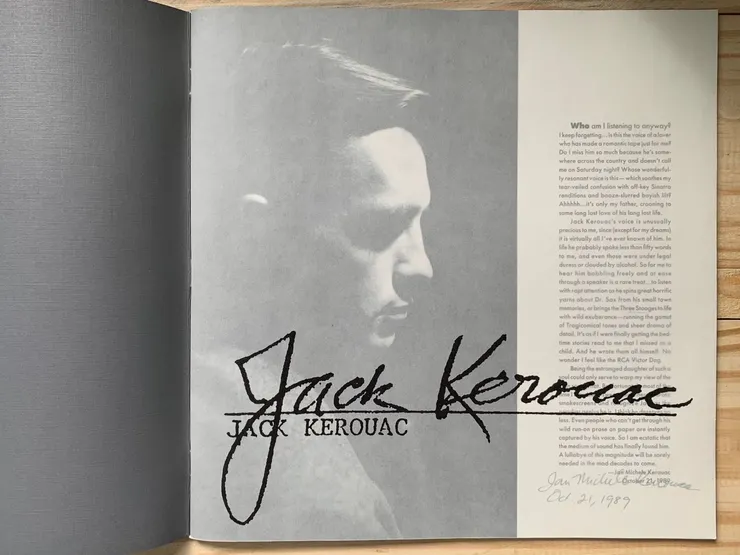 Who am I listening to anyway?
I keep forgetting... Is this the voice of a lover
who has made a romantic tape just for me?
Do I miss him so much because he's some-
where across the country and doesn't call
me on Saturday night? Whose wonderful-
ly resonant voice is this — which soothes my
tear-veiled confusion with off-key Sinatra
renditions and booze-slurred boyish lilt?
Ahhhhh...it's only my father, crooning to
some long lost love of his long lost life.
Jack Kerouac's voice is unusually
precious to me, since (except for my dreams)
it is virtually all I've ever known of him. In
life he probably spoke less than fifty words
to me, and even those were under legal
duress or clouded by alcohol. So for me to
hear him babbling freely and at ease
through a speaker is a rare treat... to listen
with rapt attention as he spins great horrific
yarns about Dr. Sax from his small town
memories, or brings the Three Stooges to life
with wild exuberance—running the gamut
of Tragicomical tones and sheer drama of
detail. It's as if I were finally getting the bed-
time stories read to me that I missed as a
child. And he wrote them all himself! No
wonder I feel like the RCA Victor Dog.
Being the estranged daughter of such a
soul could only serve to warp my view of the
most of the
smokescreen
Jack Kerouac
JACK KEROUAC
less. Even people who can't get through his
wild run-on prose on paper are instantly
captured by his voice. So I am ecstatic that
the medium of sound has finally found him.
A lullabye of this magnitude will be sorely
needed in the mad decades to come.
—Jan Michele Kerouac
October 21, 1989
Jan Michele Kerouac
Oct 21, 1989